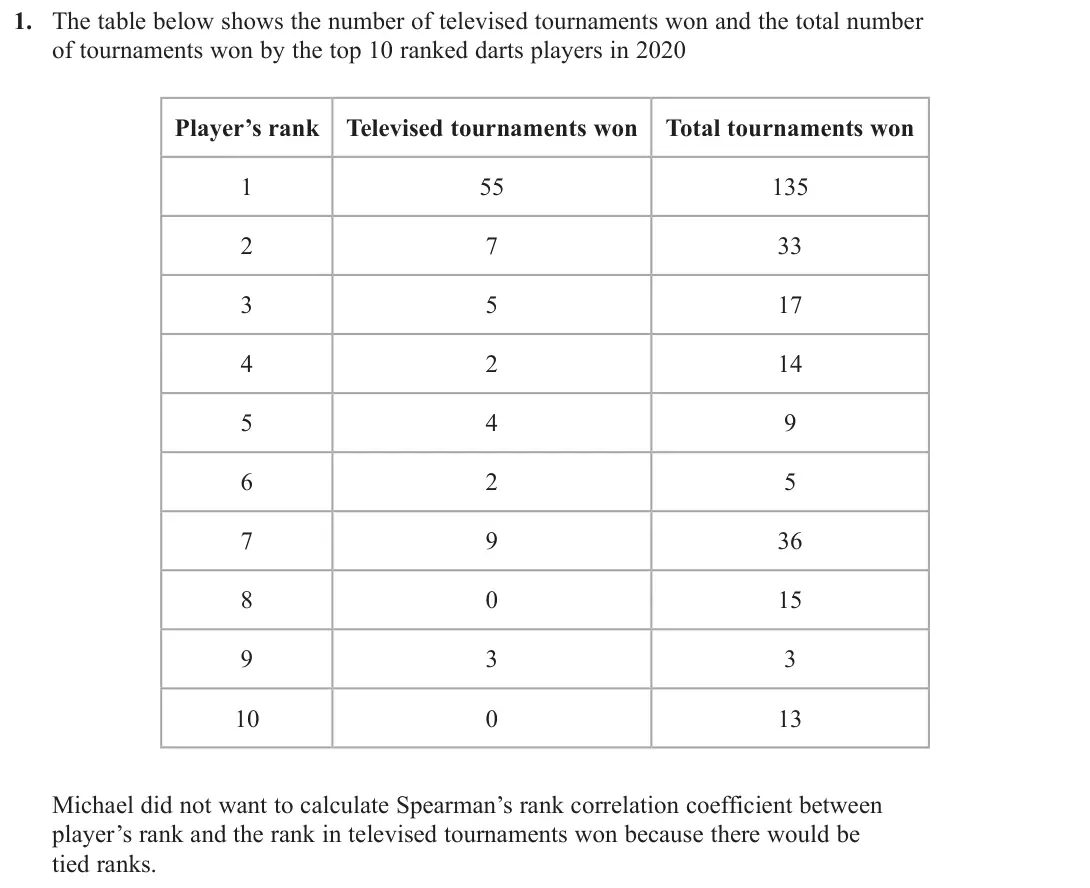 1. The table below shows the number of televised tournaments won and the total number
of tournaments won by the top 10 ranked darts players in 2020
Player's rank Televised tournaments won Total tournaments won
1 55 135
2 7 33
3 5 17
4 2 14
5 4 9
6 2 5
7 9 36
8 0 15
9 3 3
10 0 13
Michael did not want to calculate Spearman's rank correlation coefficient between
player's rank and the rank in televised tournaments won because there would be
tied ranks.